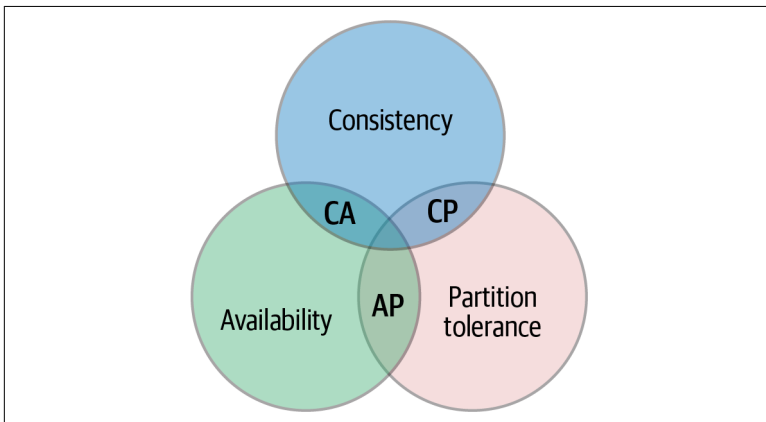 Consistency
CA
CP
AP
Availability
Partition
tolerance